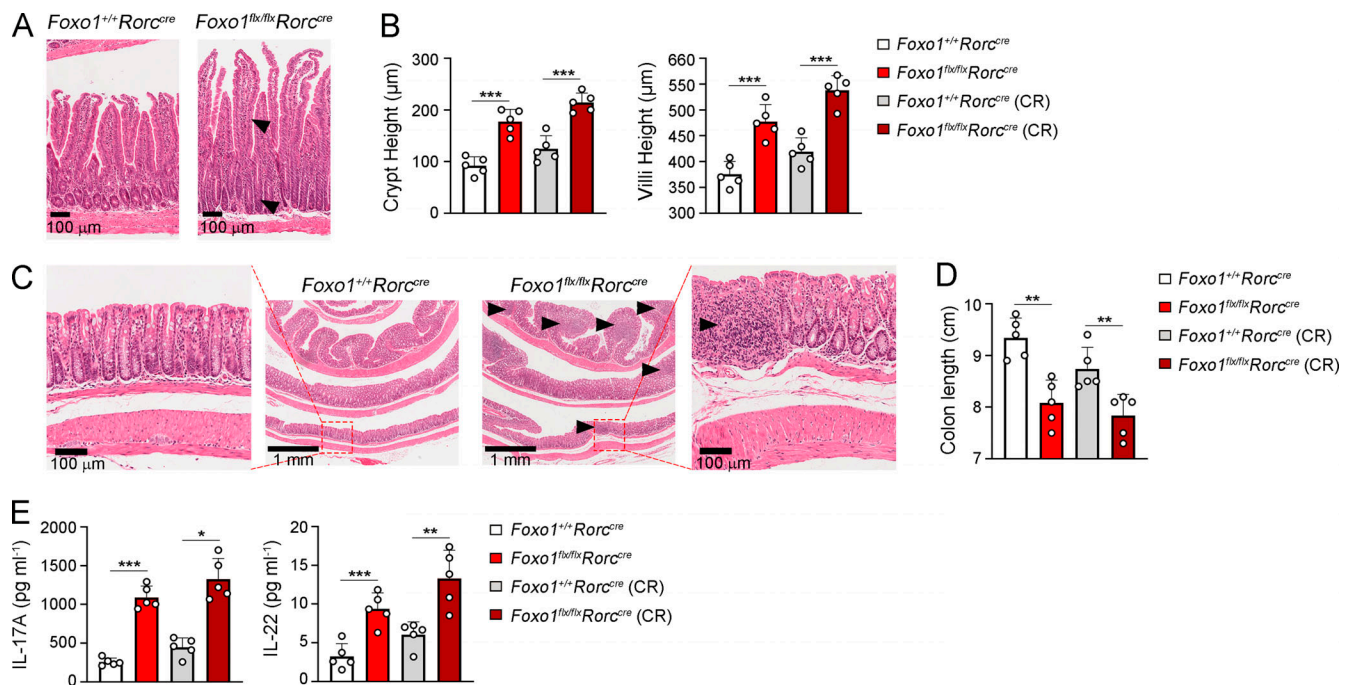 A
Foxo1+/+Rorccre
Foxo1flx/flxRorccre
100 μm
100 μm
B
Crypt Height (μm)
300
200
100
0
***
***
Villi Height (μm)
660
550
500
450
400
350
300
***
***
Foxo1+/+Rorccre
Foxo1flx/flxRorccre
Foxo1+/+Rorccre (CR)
Foxo1flx/flxRorccre (CR)
C
Foxo1+/+Rorccre
Foxo1flx/flxRorccre
100 μm
1 mm
1 mm
100 μm
D
Colon length (cm)
10
9
8
7
**
**
Foxo1+/+Rorccre
Foxo1flx/flxRorccre
Foxo1+/+Rorccre (CR)
Foxo1flx/flxRorccre (CR)
E
IL-17A (pg ml-1)
2000
1500
1000
500
0
***
*
IL-22 (pg ml-1)
20
15
10
5
0
***
**
Foxo1+/+Rorccre
Foxo1flx/flxRorccre
Foxo1+/+Rorccre (CR)
Foxo1flx/flxRorccre (CR)